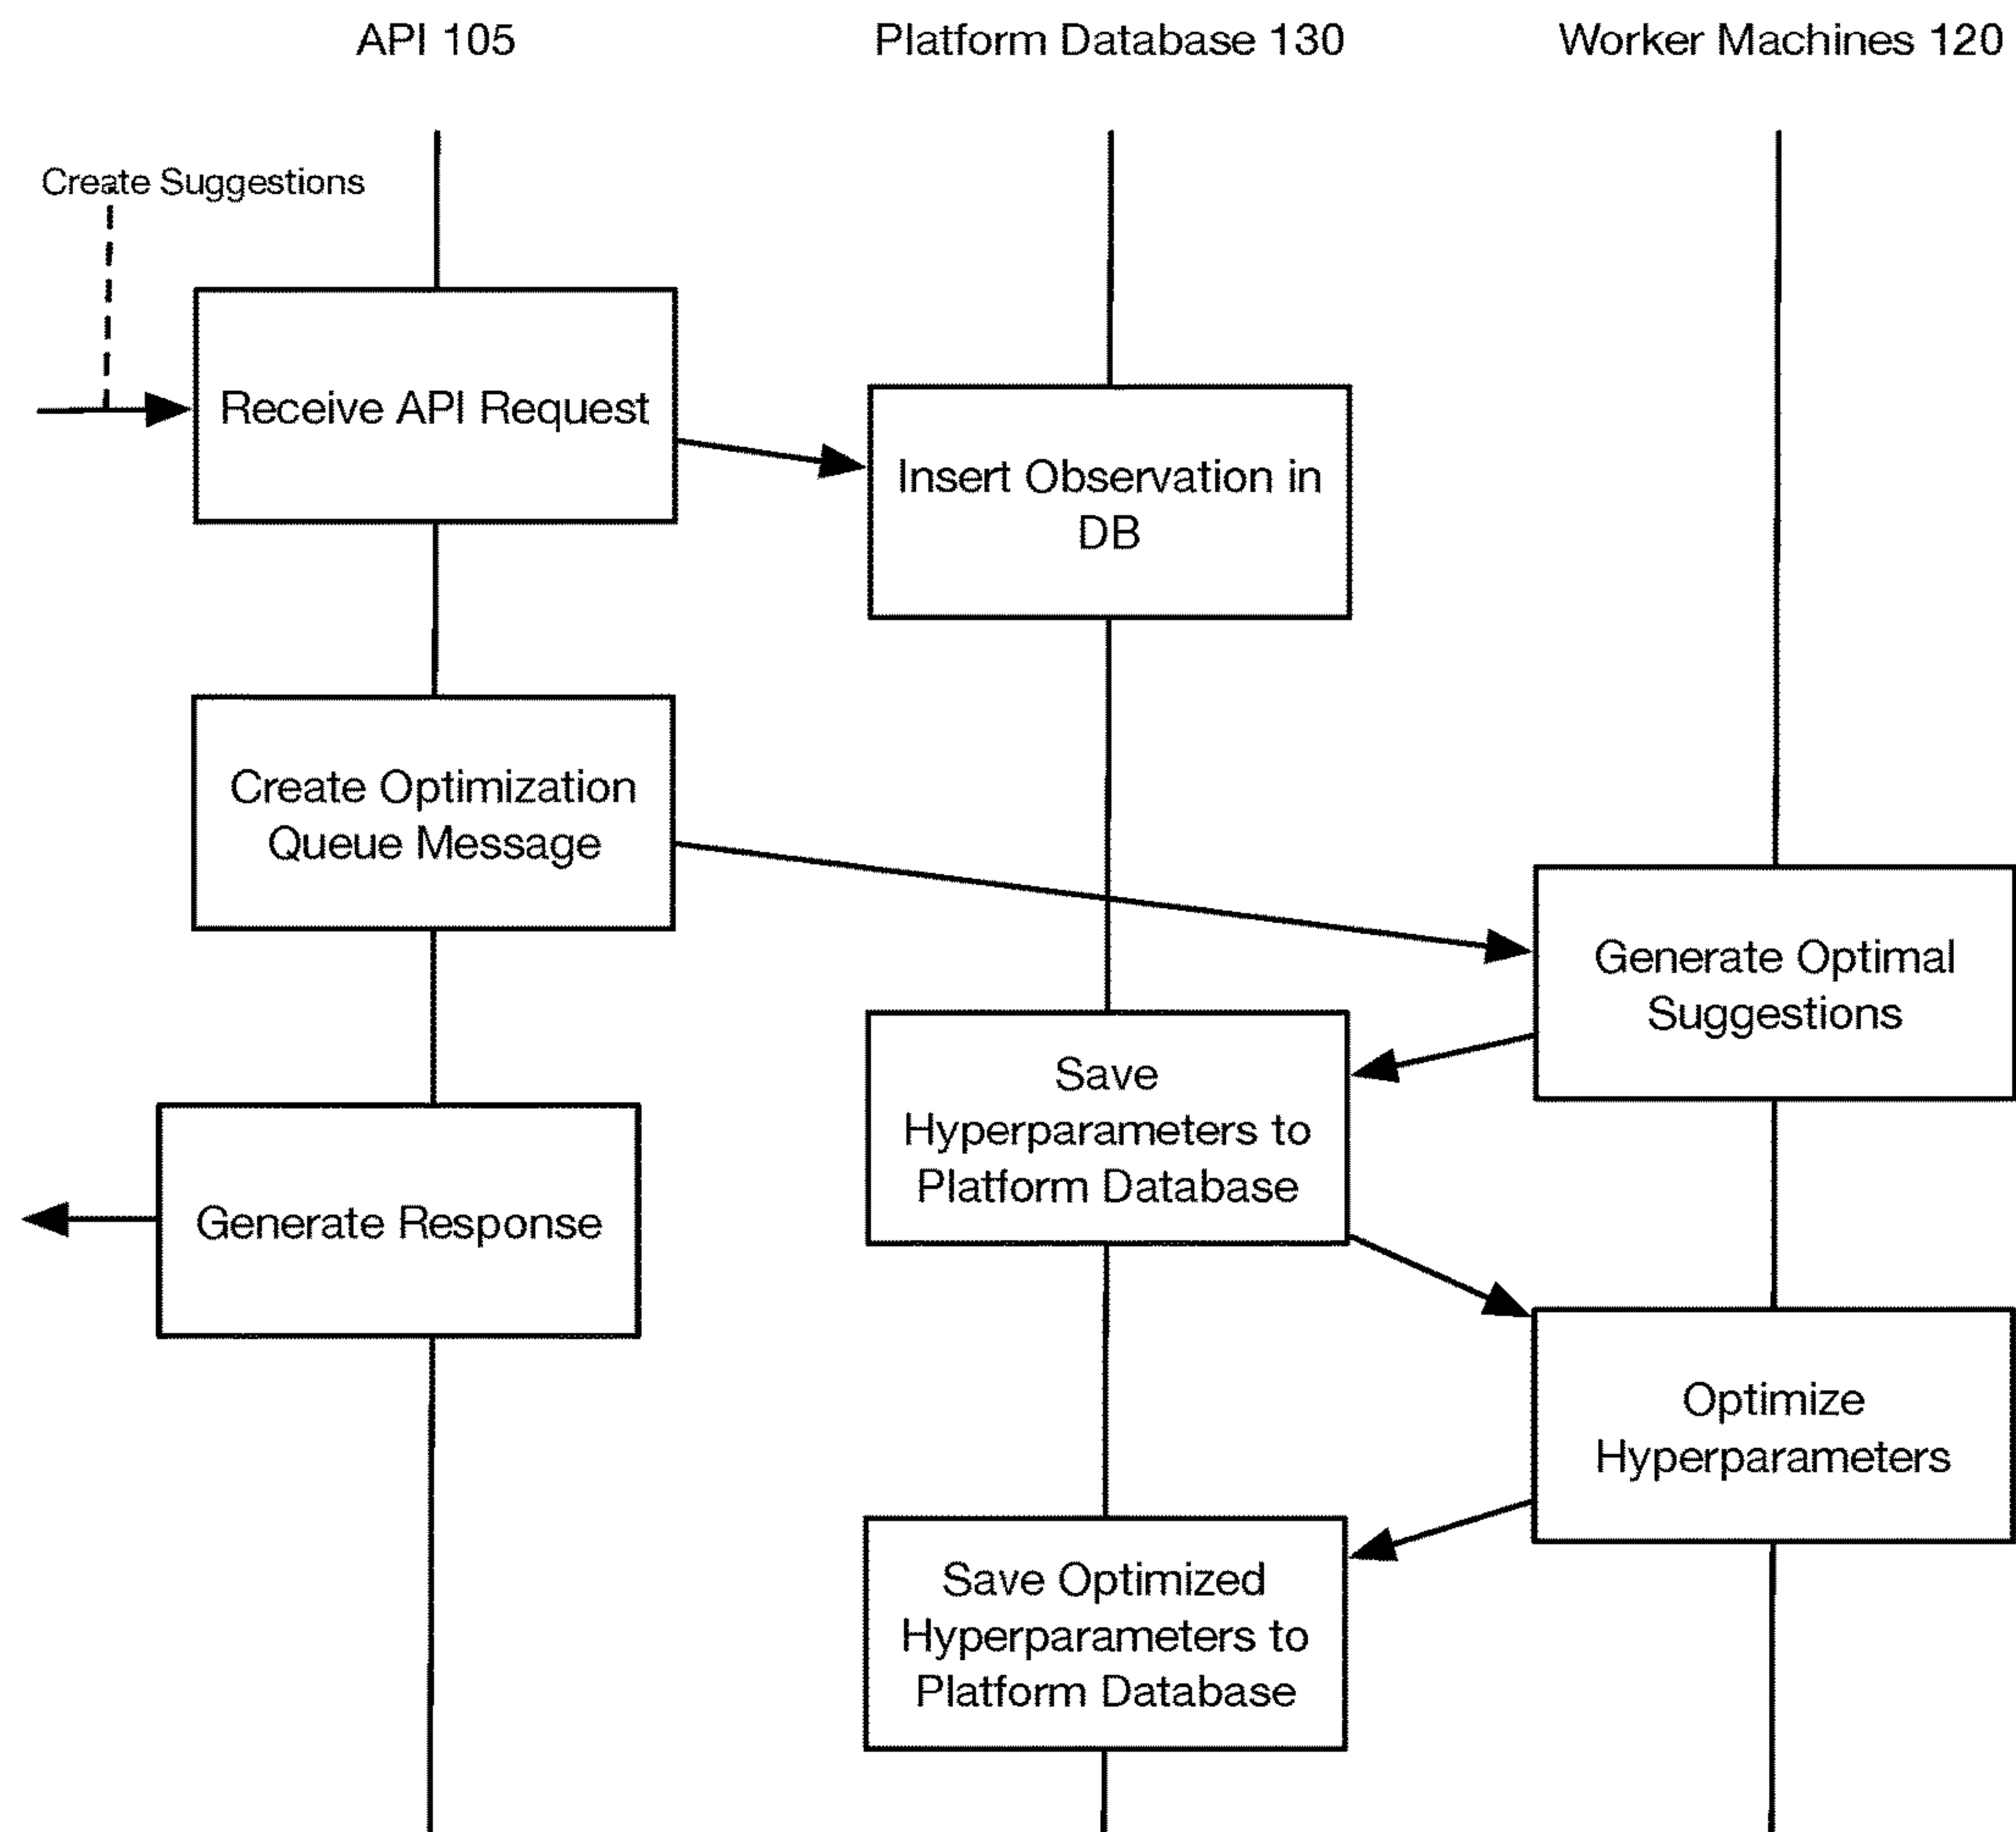 API 105
Platform Database 130
Worker Machines 120
Create Suggestions
Receive API Request
Insert Observation in
DB
Create Optimization
Queue Message
Generate Optimal
Suggestions
Save
Hyperparameters to
Platform Database
Generate Response
Optimize
Hyperparameters
Save Optimized
Hyperparameters to
Platform Database